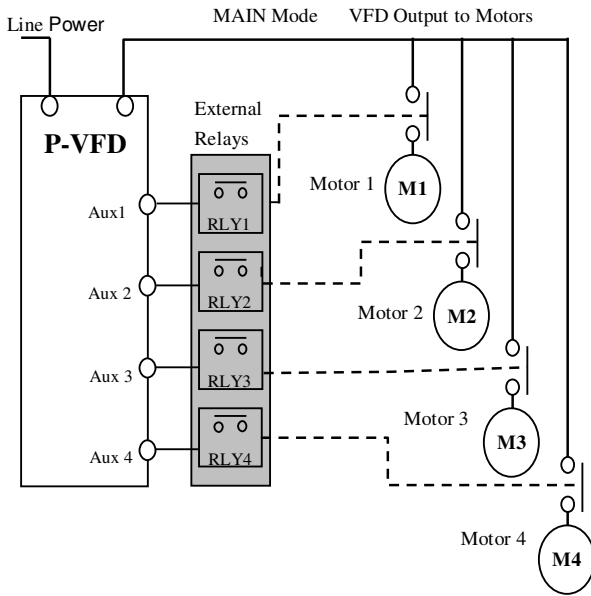 Line Power
MAIN Mode
VFD Output to Motors
P-VFD
External
Relays
Aux1
RLY1
Motor 1
M1
Aux 2
RLY2
Motor 2
M2
Aux 3
RLY3
Motor 3
M3
Aux 4
RLY4
Motor 4
M4